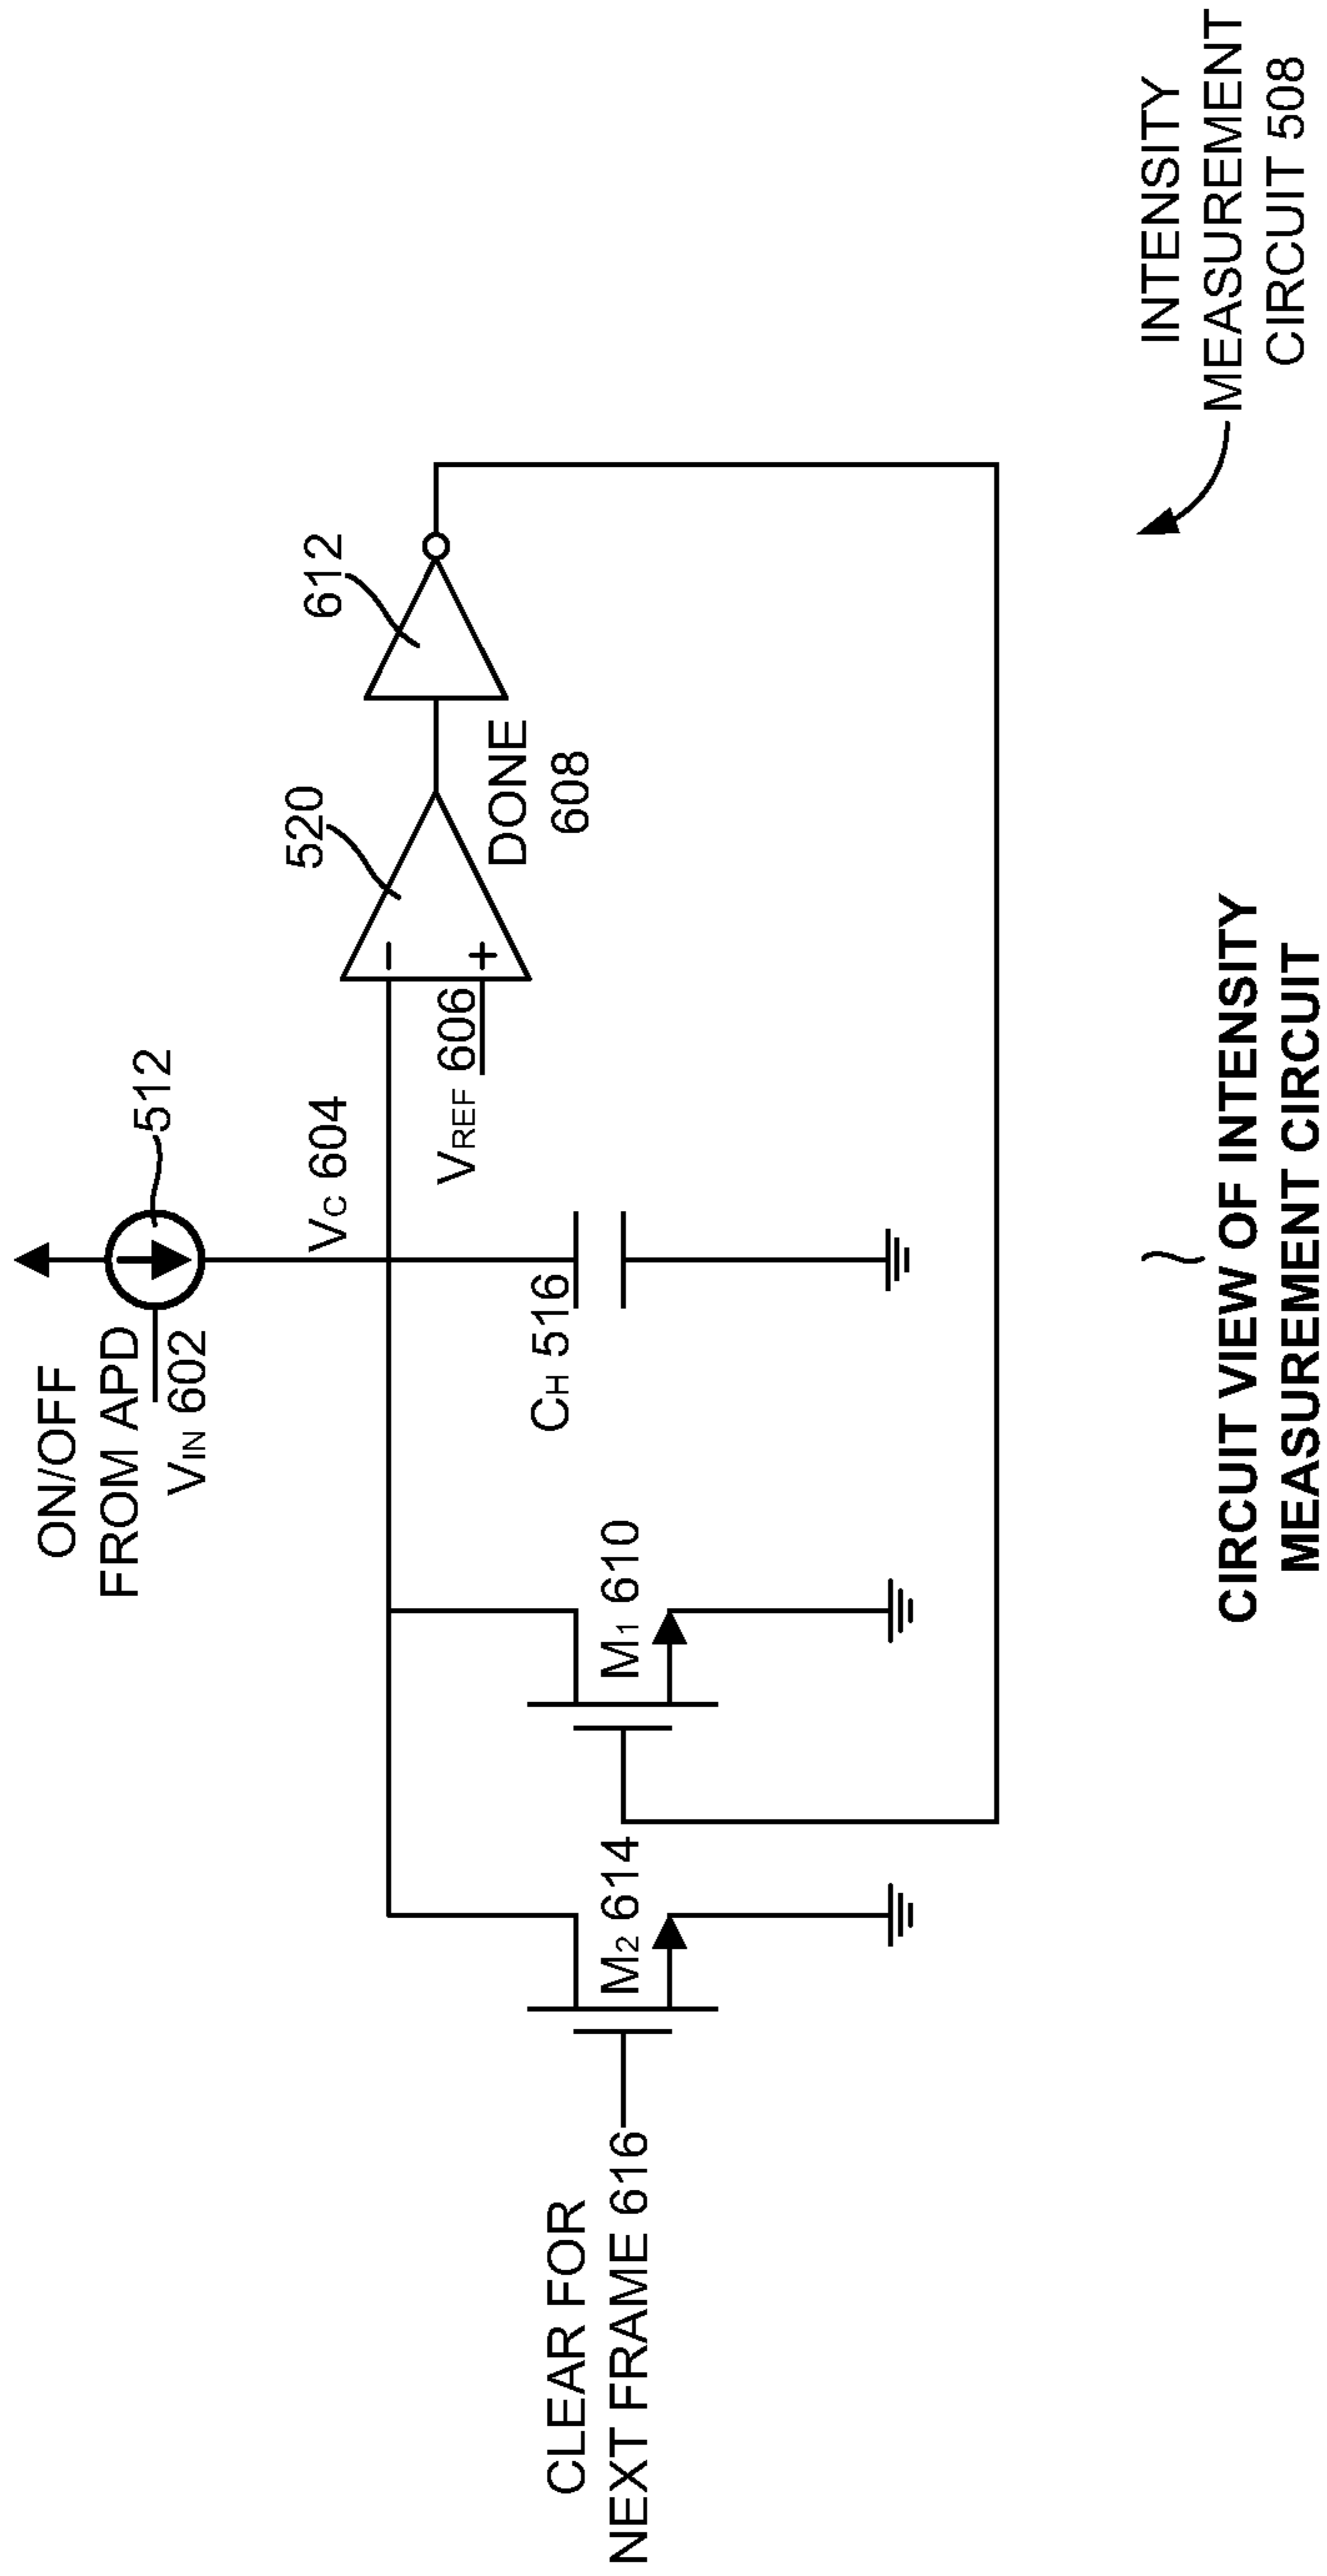 ON/OFF
FROM APD
VIN 602
512
VC 604
520
612
VREF 606
DONE
608
CLEAR FOR
NEXT FRAME 616
M2 614
M1 610
CH 516
+
−
INTENSITY
MEASUREMENT
CIRCUIT 508
CIRCUIT VIEW OF INTENSITY
MEASUREMENT CIRCUIT